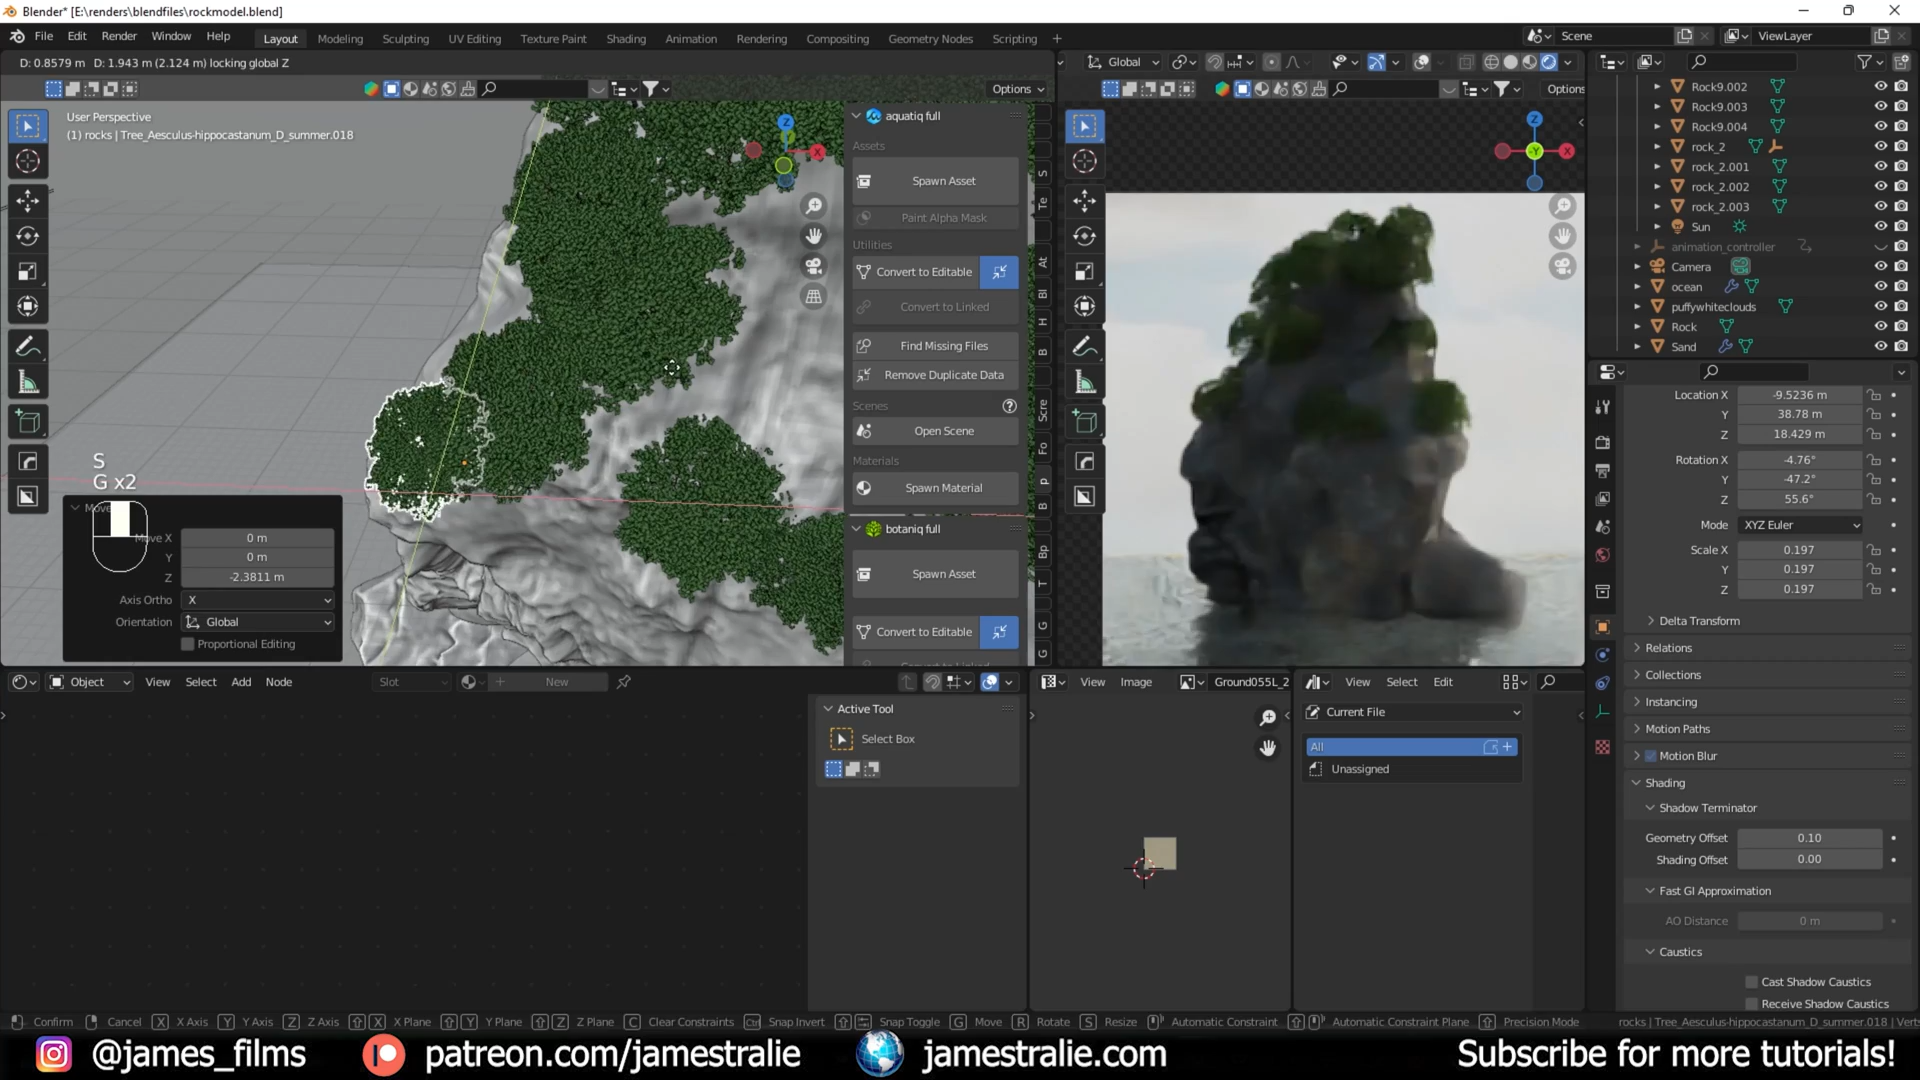 Blender* [E:\renders\blendfiles\rockmodel.blend]
File Edit Render Window Help Layout Modeling Sculpting UV Editing Texture Paint Shading Animation Rendering Compositing Geometry Nodes Scripting + Scene ViewLayer
D: 0.8579 m D: 1.943 m (2.124 m) locking global Z
Global
Options
Options
User Perspective
(1) rocks | Tree_Aesculus-hippocastanum_D_summer.018
Z
X
aquatiq full
Assets
Spawn Asset
Paint Alpha Mask
Utilities
Convert to Editable
Convert to Linked
Find Missing Files
Remove Duplicate Data
Scenes
Open Scene
Materials
Spawn Material
botaniq full
Spawn Asset
Convert to Editable
S
Te
At
Bl
H
B
Scre
Fo
p
B
Bp
T
G
G
Z
X
Y
S
G x2
Move
Move X 0 m
Y 0 m
Z -2.3811 m
Axis Ortho X
Orientation Global
Proportional Editing
Rock9.002
Rock9.003
Rock9.004
rock_2
rock_2.001
rock_2.002
rock_2.003
Sun
animation_controller
Camera
ocean
puffywhiteclouds
Rock
Sand
Location X -9.5236 m
Y 38.78 m
Z 18.429 m
Rotation X -4.76°
Y -47.2°
Z 55.6°
Mode XYZ Euler
Scale X 0.197
Y 0.197
Z 0.197
Delta Transform
Relations
Collections
Instancing
Motion Paths
Motion Blur
Shading
Shadow Terminator
Geometry Offset 0.10
Shading Offset 0.00
Fast GI Approximation
AO Distance 0 m
Caustics
Cast Shadow Caustics
Receive Shadow Caustics
Object View Select Add Node Slot New
Active Tool
Select Box
View Image Ground055L_2
View Select Edit
Current File
All
Unassigned
Confirm Cancel X X Axis Y Y Axis Z Z Axis X X Plane Y Y Plane Z Z Plane C Clear Constraints Ctrl Snap Invert Snap Toggle G Move R Rotate S Resize Automatic Constraint Automatic Constraint Plane Precision Mode rocks | Tree_Aesculus-hippocastanum_D_summer.018 | Verts
@james_films patreon.com/jamestralie jamestralie.com Subscribe for more tutorials!